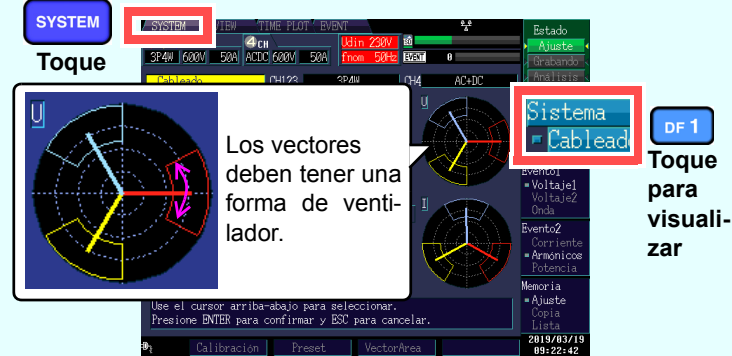 SYSTEM
Toque
SYSTEM VIEW TIME PLOT EVENT
4CH
Udin 230V
3P4W 600V 50A ACDC 600V 50A fnom 50Hz EVENT 0
Cableado CH123 3P4W CH4 AC+DC
U
Los vectores
deben tener una
forma de venti-
lador.
U
I
Estado
Ajuste
Grabando
Análisis
Sistema
Cablead
DF 1
Toque
para
visuali-
zar
Evento1
Voltaje1
Voltaje2
Onda
Evento2
Corriente
Armónicos
Potencia
Memoria
Ajuste
Copia
Lista
Use el cursor arriba-abajo para seleccionar.
Presione ENTER para confirmar y ESC para cancelar.
Calibración Preset VectorArea
2019/03/19
09:22:42